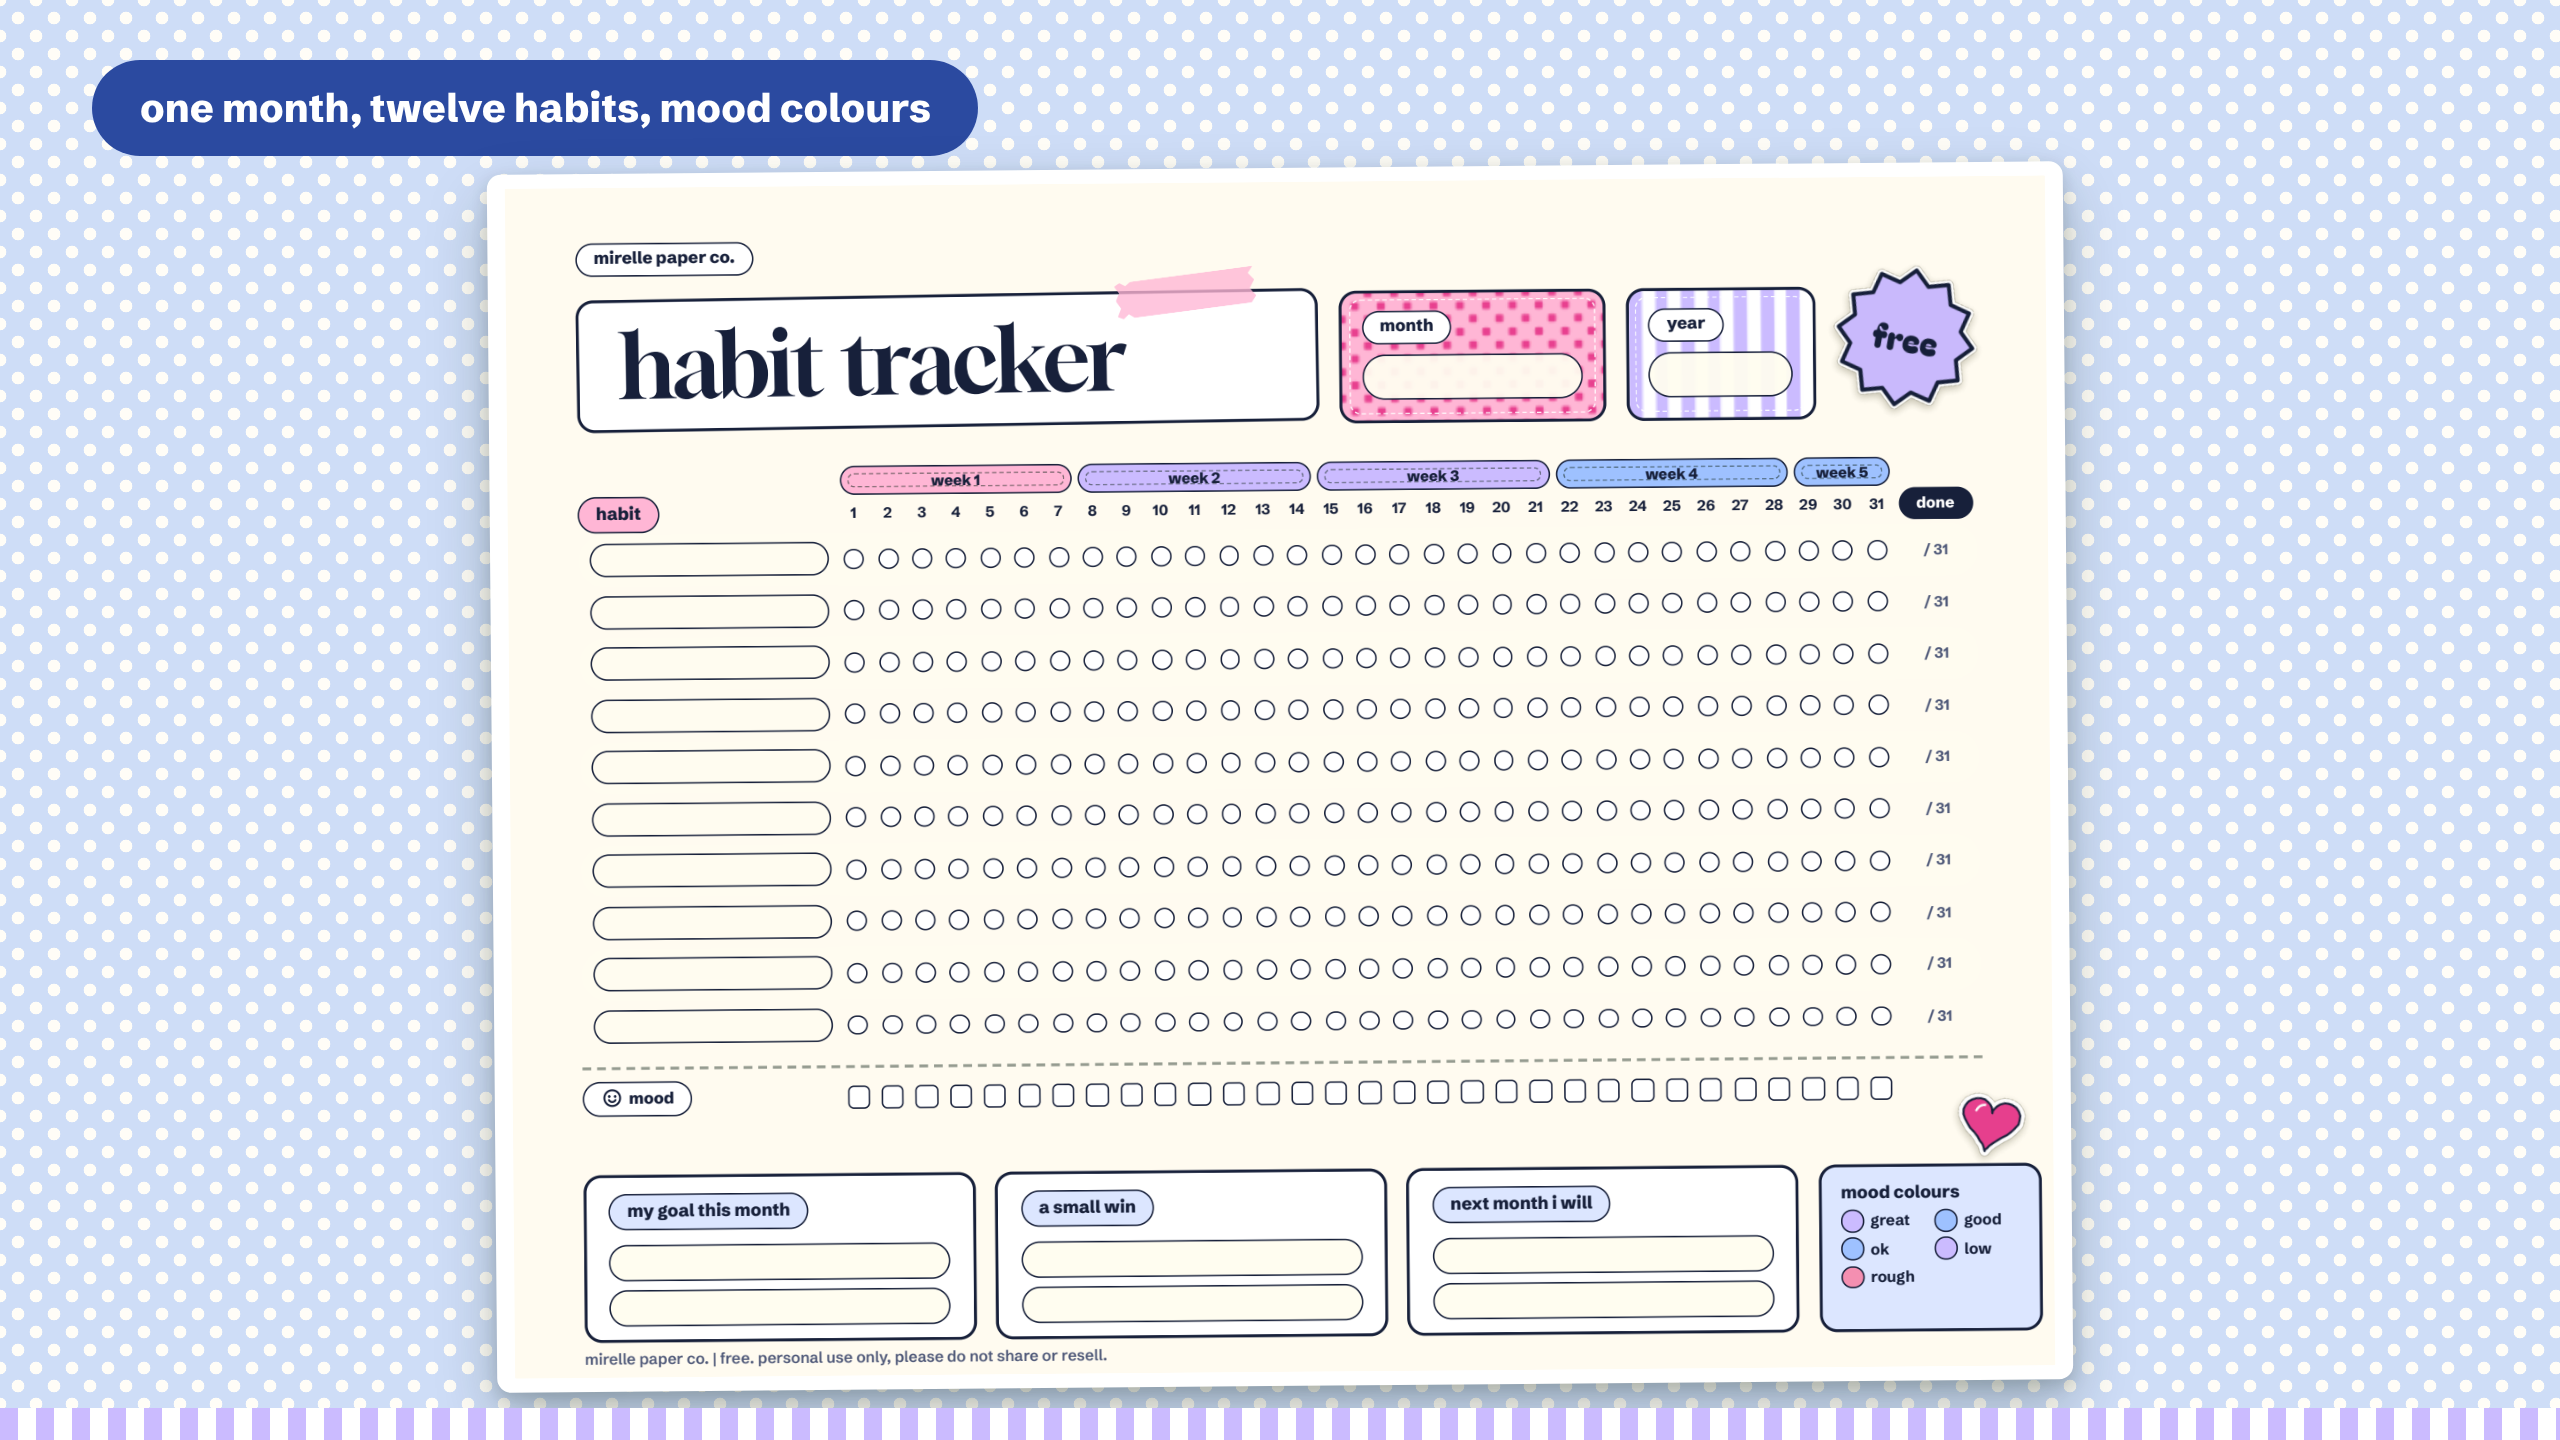 one month, twelve habits, mood colours
mirelle paper co.
habit tracker
month
year
free
week 1 week 2 week 3 week 4 week 5
habit 1 2 3 4 5 6 7 8 9 10 11 12 13 14 15 16 17 18 19 20 21 22 23 24 25 26 27 28 29 30 31 done
/ 31
/ 31
/ 31
/ 31
/ 31
/ 31
/ 31
/ 31
/ 31
/ 31
mood
my goal this month
a small win
next month i will
mood colours
great good
ok low
rough
mirelle paper co. | free. personal use only, please do not share or resell.